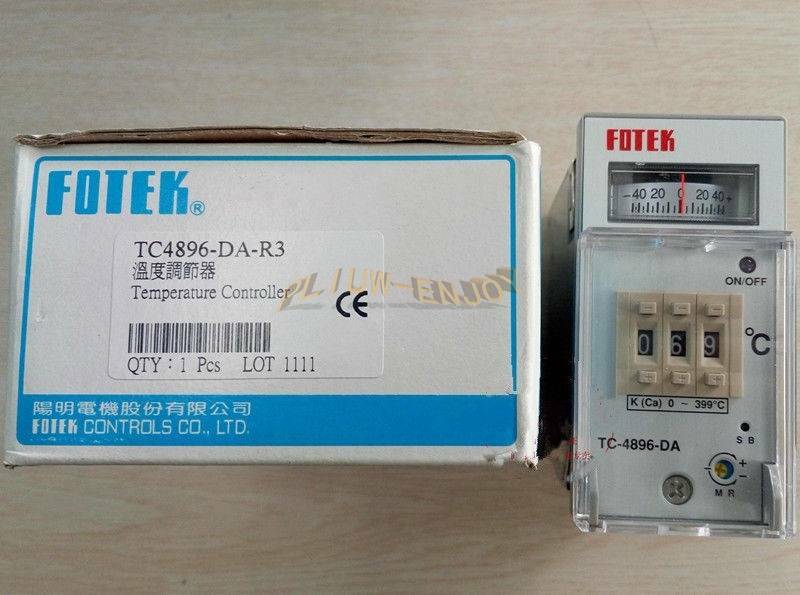 FOTEK®
TC4896-DA-R3
溫度調節器
Temperature Controller
CE
QTY：1 Pcs LOT 1111
陽明電機股份有限公司
FOTEK CONTROLS CO., LTD.
PLIUW-ENJOY
FOTEK
-40 20 0 20 40+
ON/OFF
0 6 9 °C
K (Ca) 0 ~ 399°C
S B
TC-4896-DA
+
-
M R